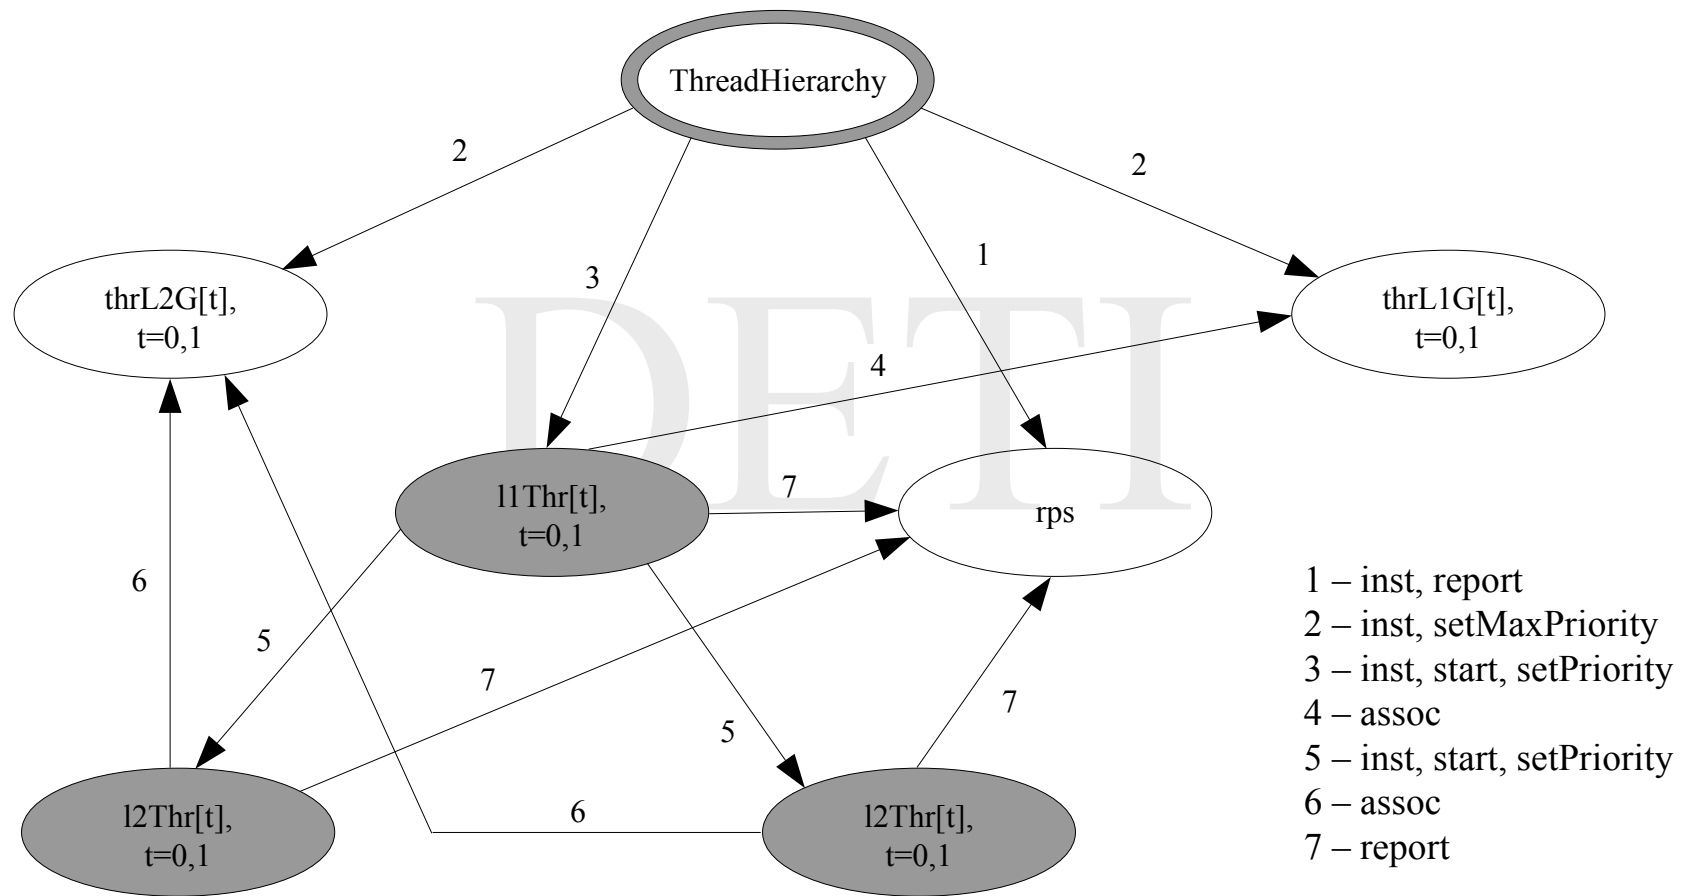 ThreadHierarchy
2
2
3
1
thrL2G[t],
t=0,1
thrL1G[t],
t=0,1
4
DETI
l1Thr[t],
t=0,1
7
rps
6
5
7
5
7
6
l2Thr[t],
t=0,1
l2Thr[t],
t=0,1
1 – inst, report
2 – inst, setMaxPriority
3 – inst, start, setPriority
4 – assoc
5 – inst, start, setPriority
6 – assoc
7 – report